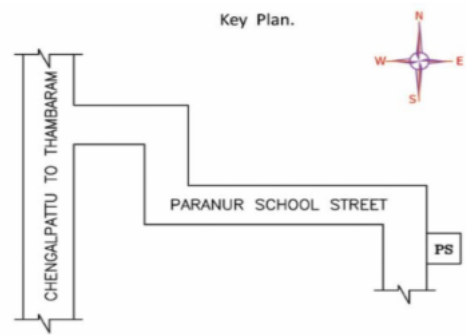 Key Plan.
N
W
E
S
CHENGALPATTU TO THAMBARAM
PARANUR SCHOOL STREET
PS